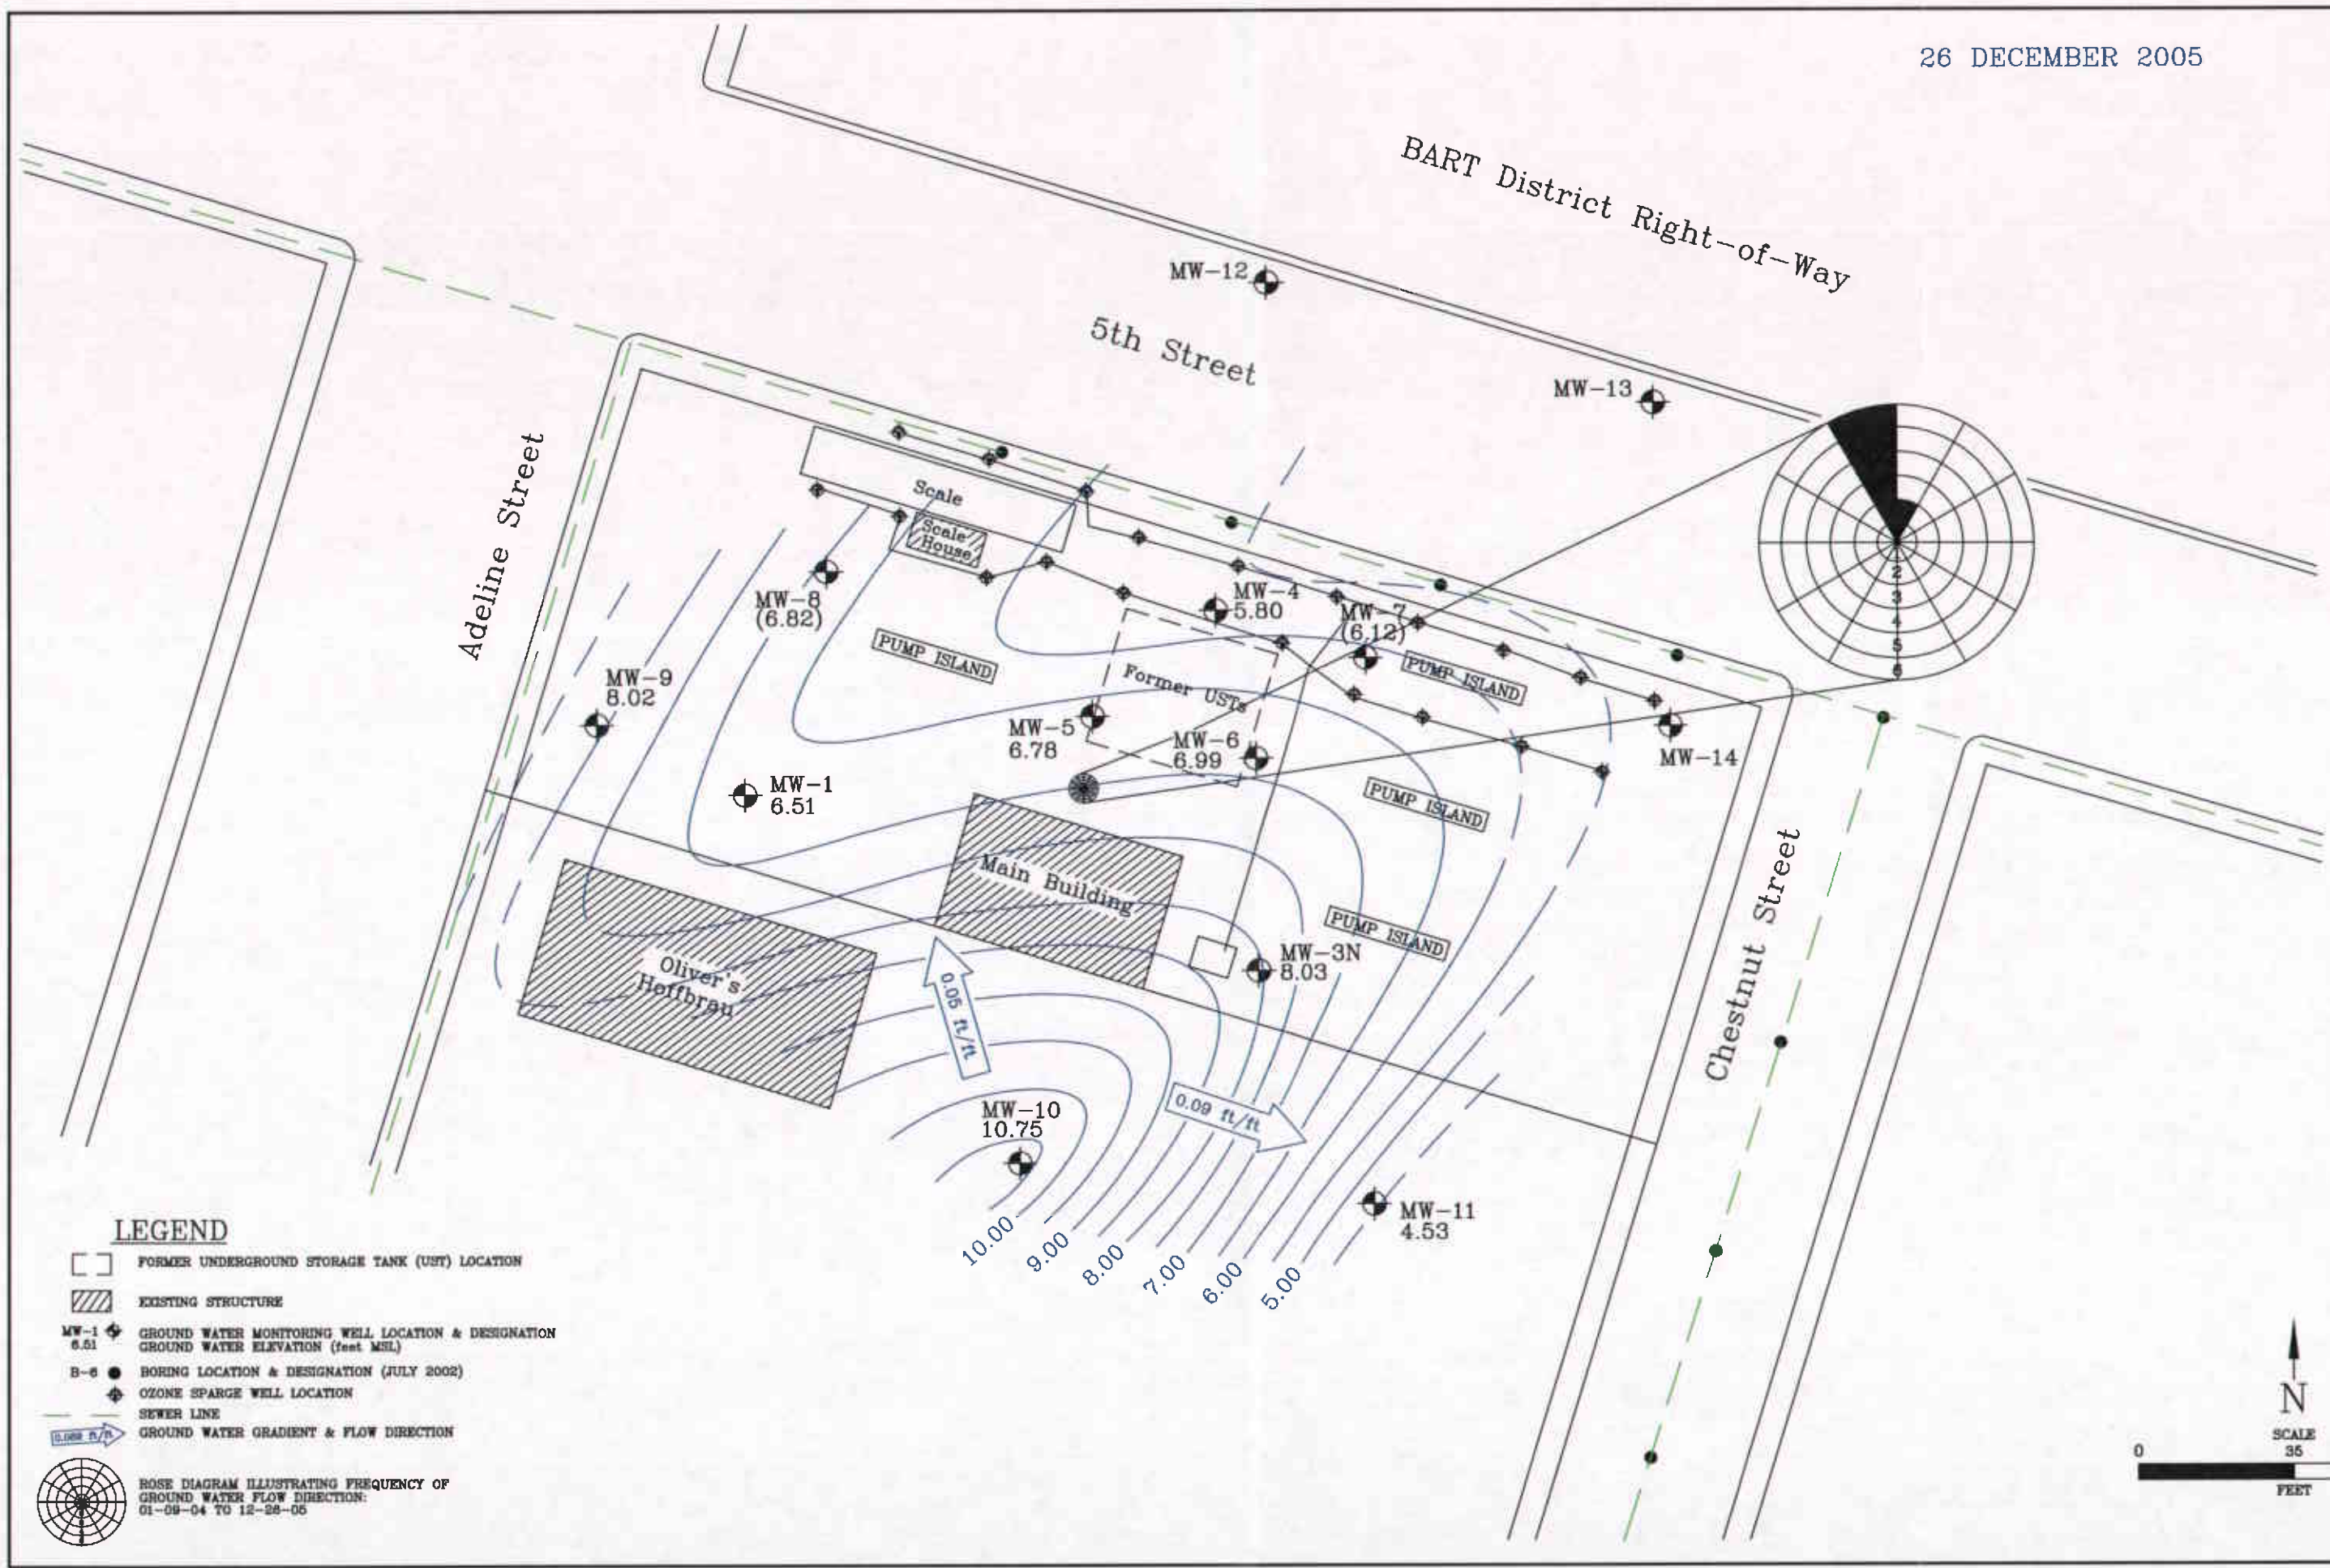 26 DECEMBER 2005
BART District Right-of-Way
MW-12
5th Street
MW-13
Adeline Street
Scale
Scale
House
MW-8
(6.82)
MW-4
5.80
MW-7
(6.12)
PUMP ISLAND
PUMP ISLAND
2
3
4
5
6
MW-9
8.02
Former USTs
MW-5
6.78
MW-6
6.99
MW-14
MW-1
6.51
PUMP ISLAND
Main Building
PUMP ISLAND
Chestnut Street
Oliver's
Hoffbrau
MW-3N
8.03
0.05 ft/ft
0.09 ft/ft
MW-10
10.75
MW-11
4.53
10.00
9.00
8.00
7.00
6.00
5.00
LEGEND
FORMER UNDERGROUND STORAGE TANK (UST) LOCATION
EXISTING STRUCTURE
MW-1
6.51
GROUND WATER MONITORING WELL LOCATION & DESIGNATION
GROUND WATER ELEVATION (feet MSL)
B-6
BORING LOCATION & DESIGNATION (JULY 2002)
OZONE SPARGE WELL LOCATION
SEWER LINE
GROUND WATER GRADIENT & FLOW DIRECTION
ROSE DIAGRAM ILLUSTRATING FREQUENCY OF
GROUND WATER FLOW DIRECTION:
01-09-04 TO 12-26-05
N
SCALE
0 35
FEET